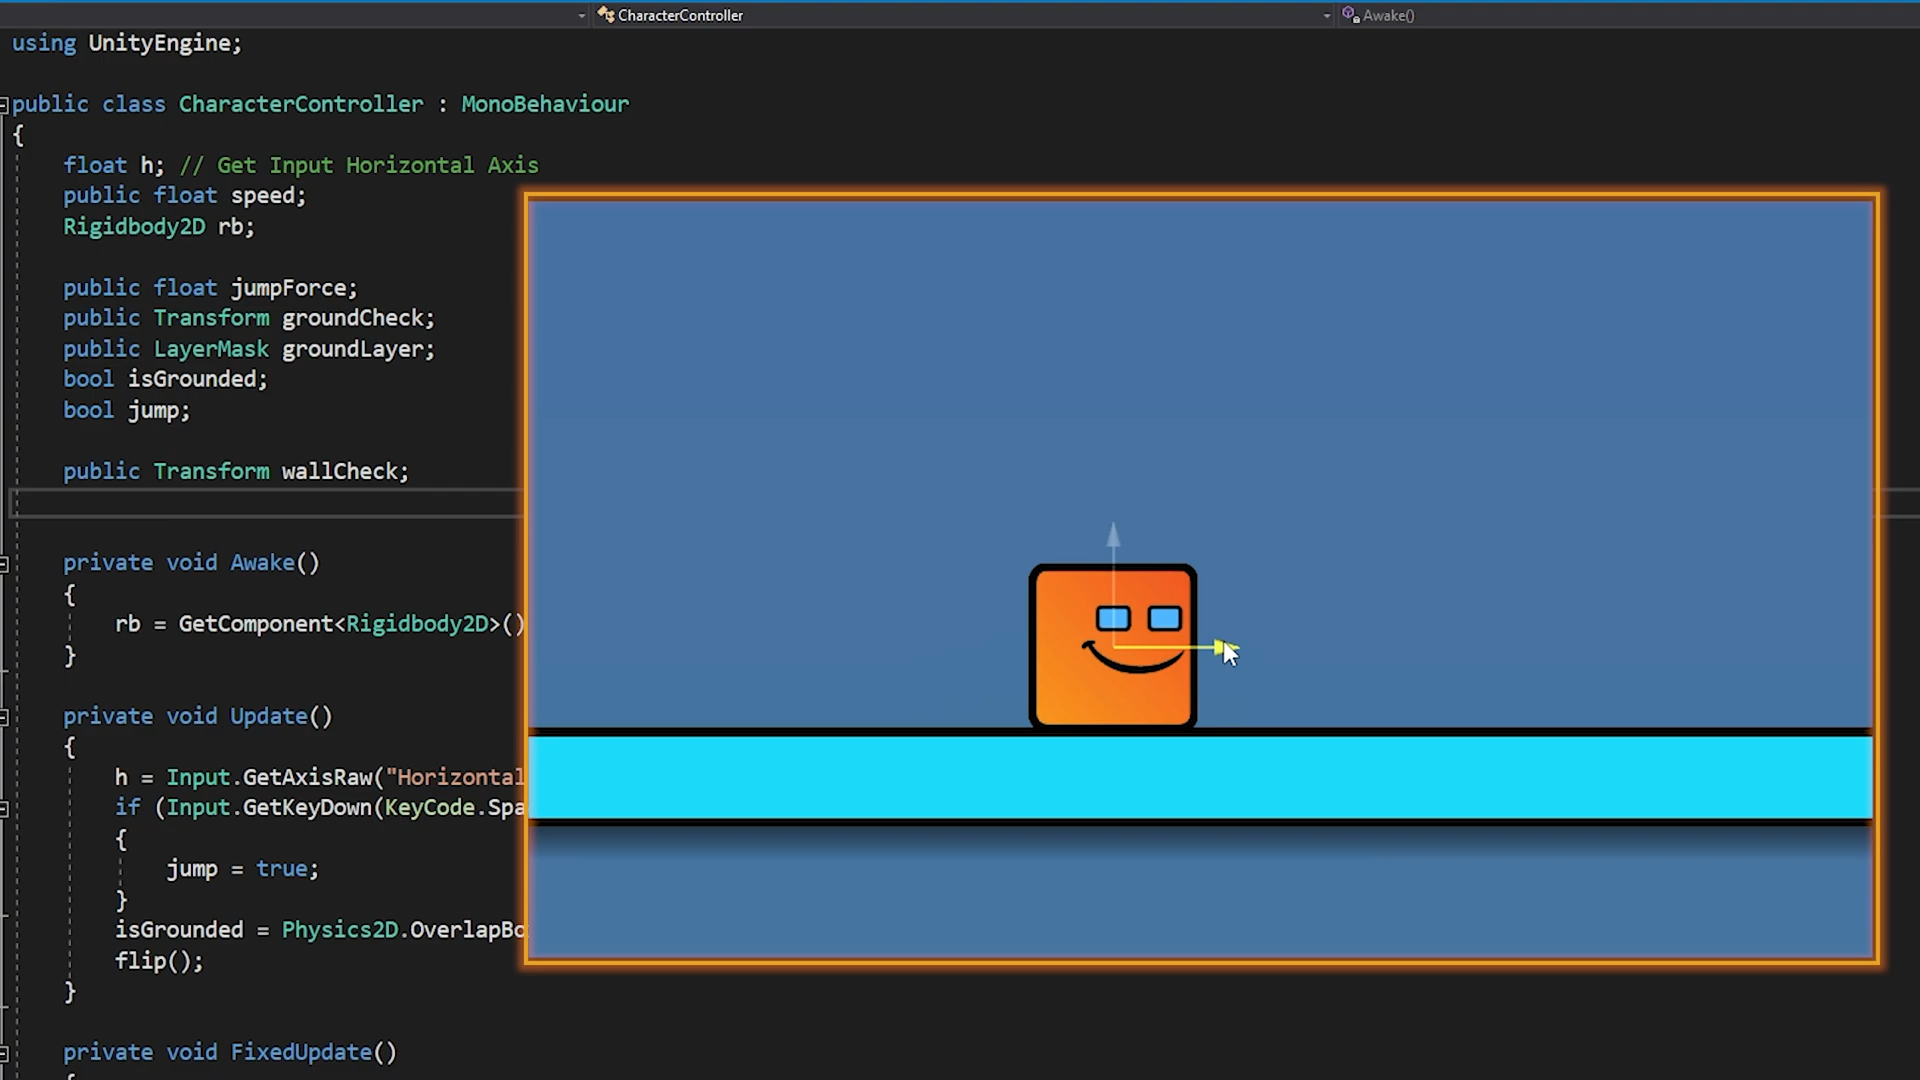 CharacterController
Awake()
using UnityEngine;
public class CharacterController : MonoBehaviour
{
float h; // Get Input Horizontal Axis
public float speed;
Rigidbody2D rb;
public float jumpForce;
public Transform groundCheck;
public LayerMask groundLayer;
bool isGrounded;
bool jump;
public Transform wallCheck;
private void Awake()
{
rb = GetComponent<Rigidbody2D>()
}
private void Update()
{
h = Input.GetAxisRaw("Horizontal
if (Input.GetKeyDown(KeyCode.Spa
{
jump = true;
}
isGrounded = Physics2D.OverlapBo
flip();
}
private void FixedUpdate()
{